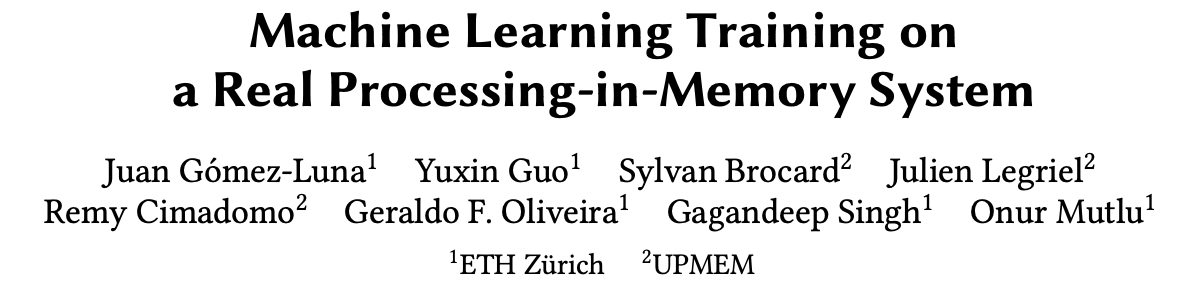 Machine Learning Training on
a Real Processing-in-Memory System
Juan Gómez-Luna¹ Yuxin Guo¹ Sylvan Brocard² Julien Legriel²
Remy Cimadomo² Geraldo F. Oliveira¹ Gagandeep Singh¹ Onur Mutlu¹
¹ETH Zürich ²UPMEM